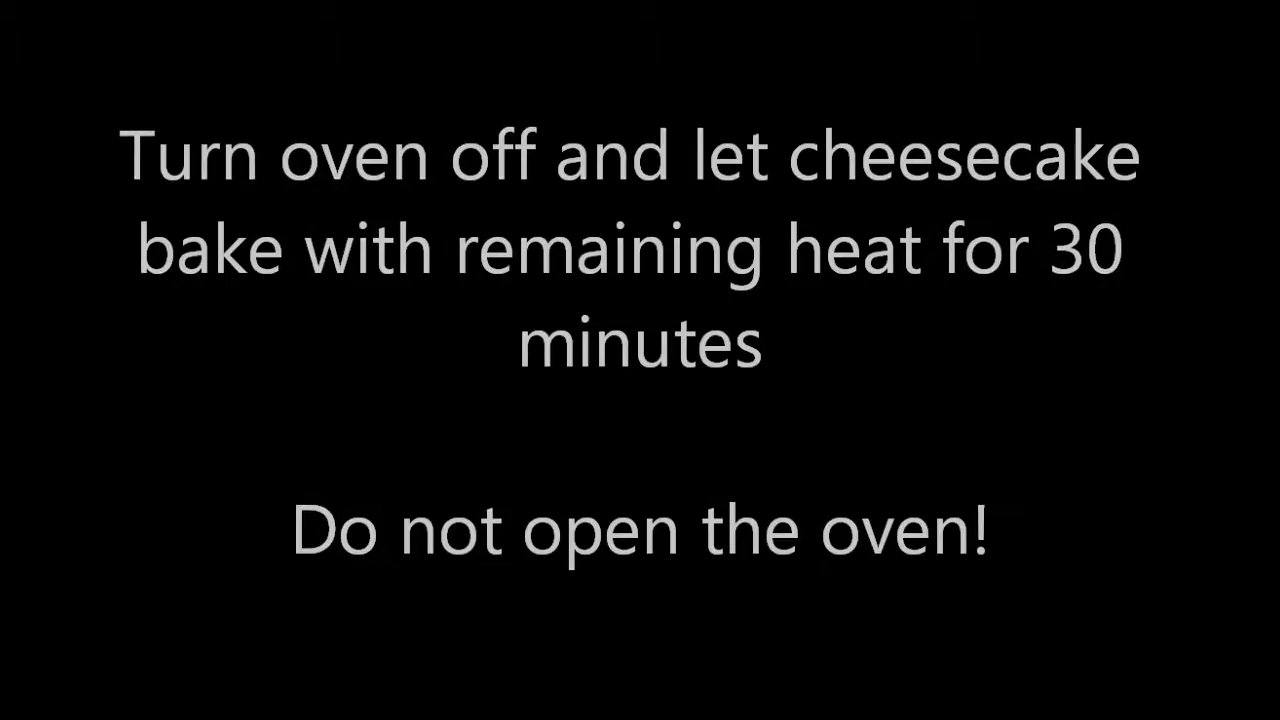 Turn oven off and let cheesecake
bake with remaining heat for 30
minutes
Do not open the oven!